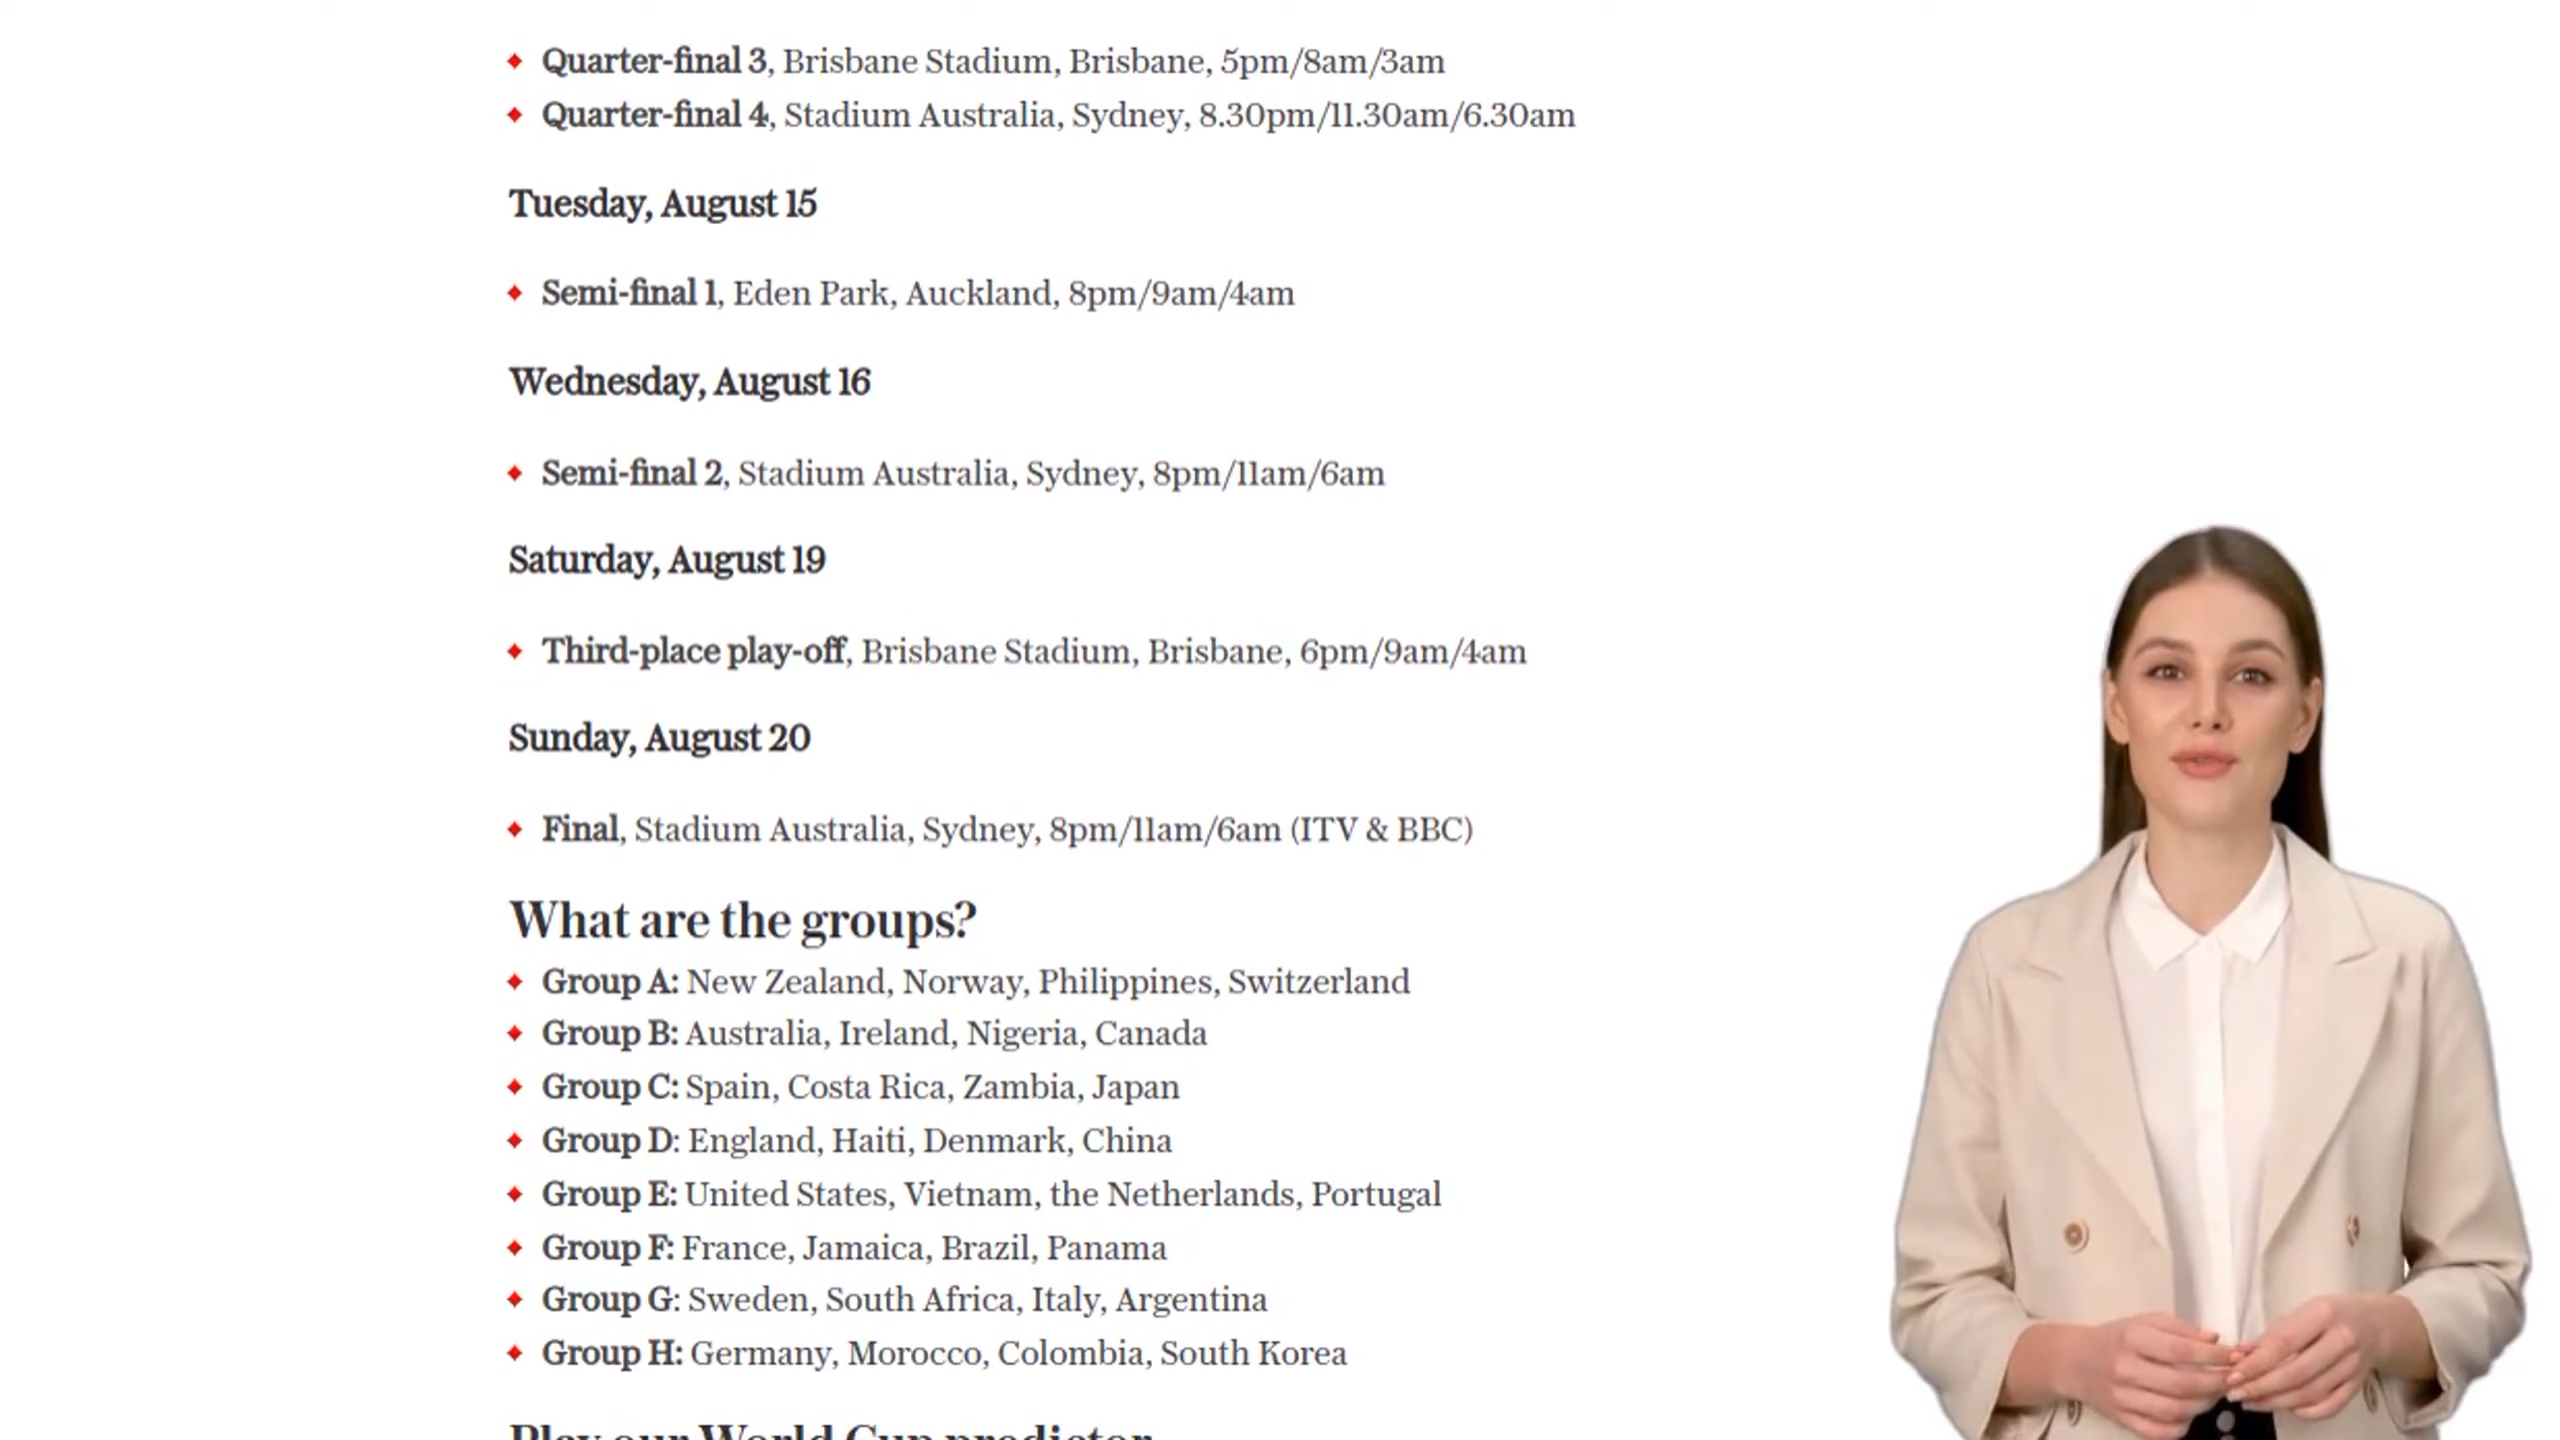 Quarter-final 3, Brisbane Stadium, Brisbane, 5pm/8am/3am
Quarter-final 4, Stadium Australia, Sydney, 8.30pm/11.30am/6.30am
Tuesday, August 15
Semi-final 1, Eden Park, Auckland, 8pm/9am/4am
Wednesday, August 16
Semi-final 2, Stadium Australia, Sydney, 8pm/11am/6am
Saturday, August 19
Third-place play-off, Brisbane Stadium, Brisbane, 6pm/9am/4am
Sunday, August 20
Final, Stadium Australia, Sydney, 8pm/11am/6am (ITV & BBC)
What are the groups?
Group A: New Zealand, Norway, Philippines, Switzerland
Group B: Australia, Ireland, Nigeria, Canada
Group C: Spain, Costa Rica, Zambia, Japan
Group D: England, Haiti, Denmark, China
Group E: United States, Vietnam, the Netherlands, Portugal
Group F: France, Jamaica, Brazil, Panama
Group G: Sweden, South Africa, Italy, Argentina
Group H: Germany, Morocco, Colombia, South Korea
Play our World Cup predictor